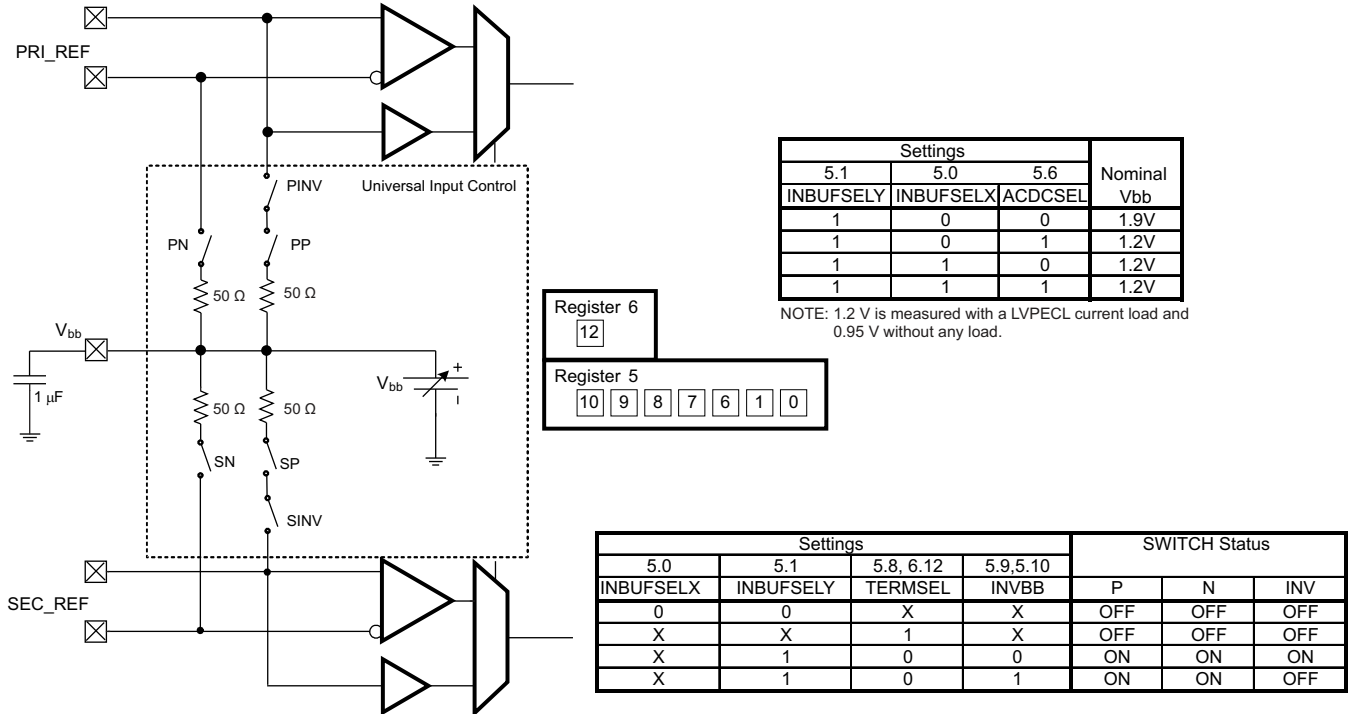 PRI_REF
PINV
Universal Input Control
PN
PP
50 Ω
50 Ω
Vbb
1 µF
Vbb
+
–
50 Ω
50 Ω
SN
SP
SINV
SEC_REF
Register 6
12
Register 5
10 9 8 7 6 1 0
Settings Nominal Vbb
5.1 5.0 5.6
INBUFSELY INBUFSELX ACDCSEL
1 0 0 1.9V
1 0 1 1.2V
1 1 0 1.2V
1 1 1 1.2V
NOTE: 1.2 V is measured with a LVPECL current load and
0.95 V without any load.
Settings SWITCH Status
5.0 5.1 5.8, 6.12 5.9,5.10
INBUFSELX INBUFSELY TERMSEL INVBB P N INV
0 0 X X OFF OFF OFF
X X 1 X OFF OFF OFF
X 1 0 0 ON ON ON
X 1 0 1 ON ON OFF